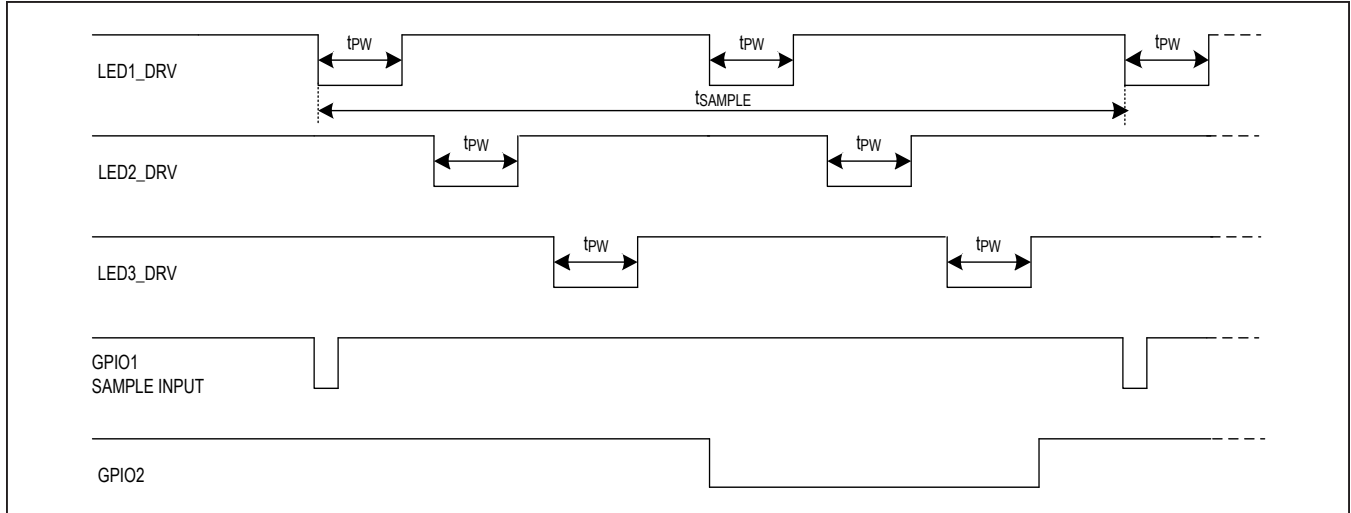 tPW tPW tPW
LED1_DRV
tSAMPLE
tPW tPW
LED2_DRV
tPW tPW
LED3_DRV
GPIO1
SAMPLE INPUT
GPIO2